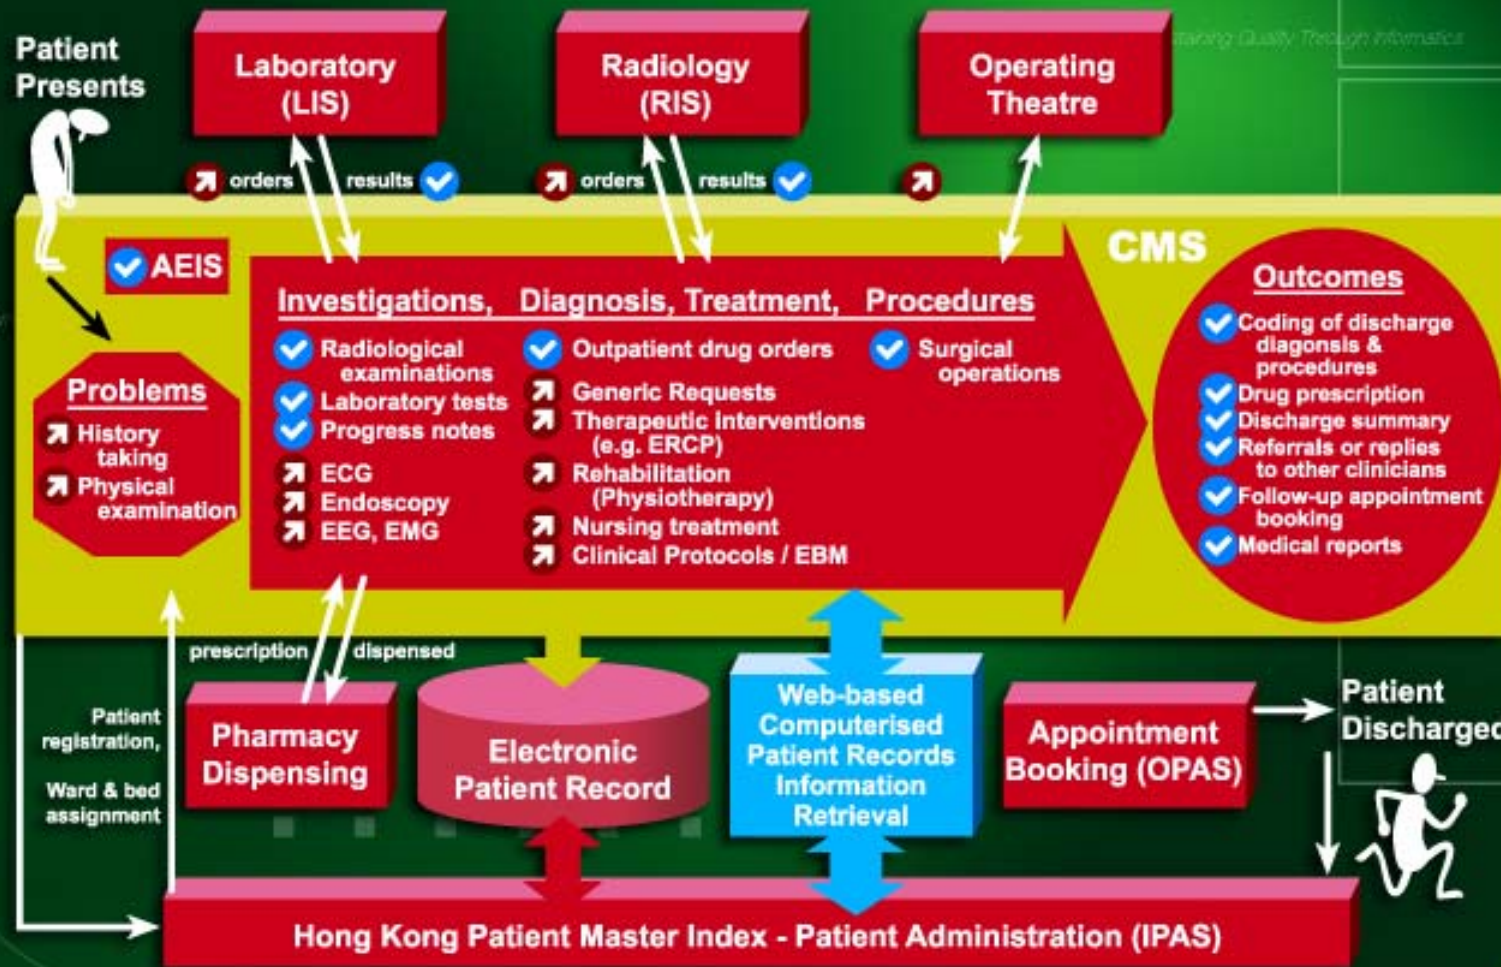 Patient
Presents
Laboratory
(LIS)
Radiology
(RIS)
Operating
Theatre
Quality Through Informatics
orders
results
orders
results
AEIS
CMS
Problems
History
taking
Physical
examination
Investigations, Diagnosis, Treatment, Procedures
Radiological
examinations
Laboratory tests
Progress notes
ECG
Endoscopy
EEG, EMG
Outpatient drug orders
Generic Requests
Therapeutic Interventions
(e.g. ERCP)
Rehabilitation
(Physiotherapy)
Nursing treatment
Clinical Protocols / EBM
Surgical
operations
Outcomes
Coding of discharge
diagonsis &
procedures
Drug prescription
Discharge summary
Referrals or replies
to other clinicians
Follow-up appointment
booking
Medical reports
prescription
dispensed
Patient
registration,
Ward & bed
assignment
Pharmacy
Dispensing
Electronic
Patient Record
Web-based
Computerised
Patient Records
Information
Retrieval
Appointment
Booking (OPAS)
Patient
Discharged
Hong Kong Patient Master Index - Patient Administration (IPAS)